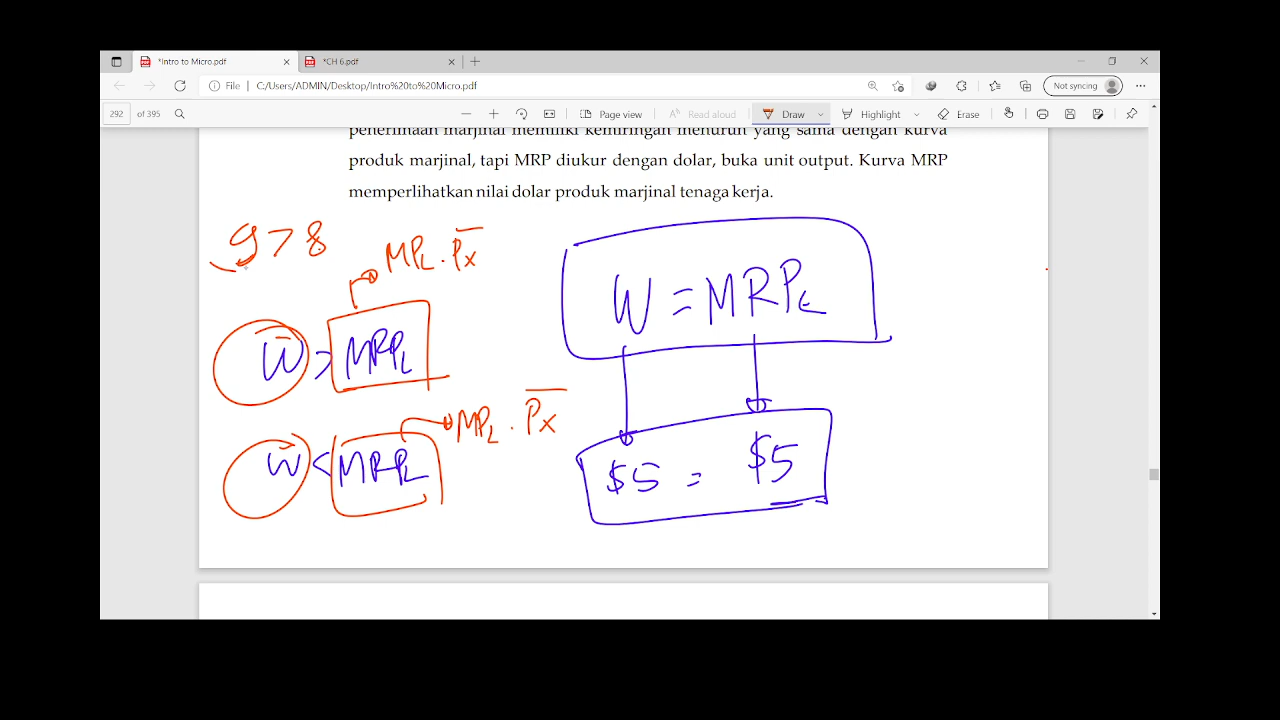 *Intro to Micro.pdf
*CH 6.pdf
File
C:/Users/ADMIN/Desktop/Intro%20to%20Micro.pdf
Not syncing
292 of 395
Page view
Read aloud
Draw
Highlight
Erase
penerimaan marjinal memiliki kemiringan menurun yang sama dengan kurva
produk marjinal, tapi MRP diukur dengan dolar, buka unit output. Kurva MRP
memperlihatkan nilai dolar produk marjinal tenaga kerja.
9 > 8
MPL . Px
W = MRPL
W > MRPL
MPL . Px
W < MRPL
$5 = $5